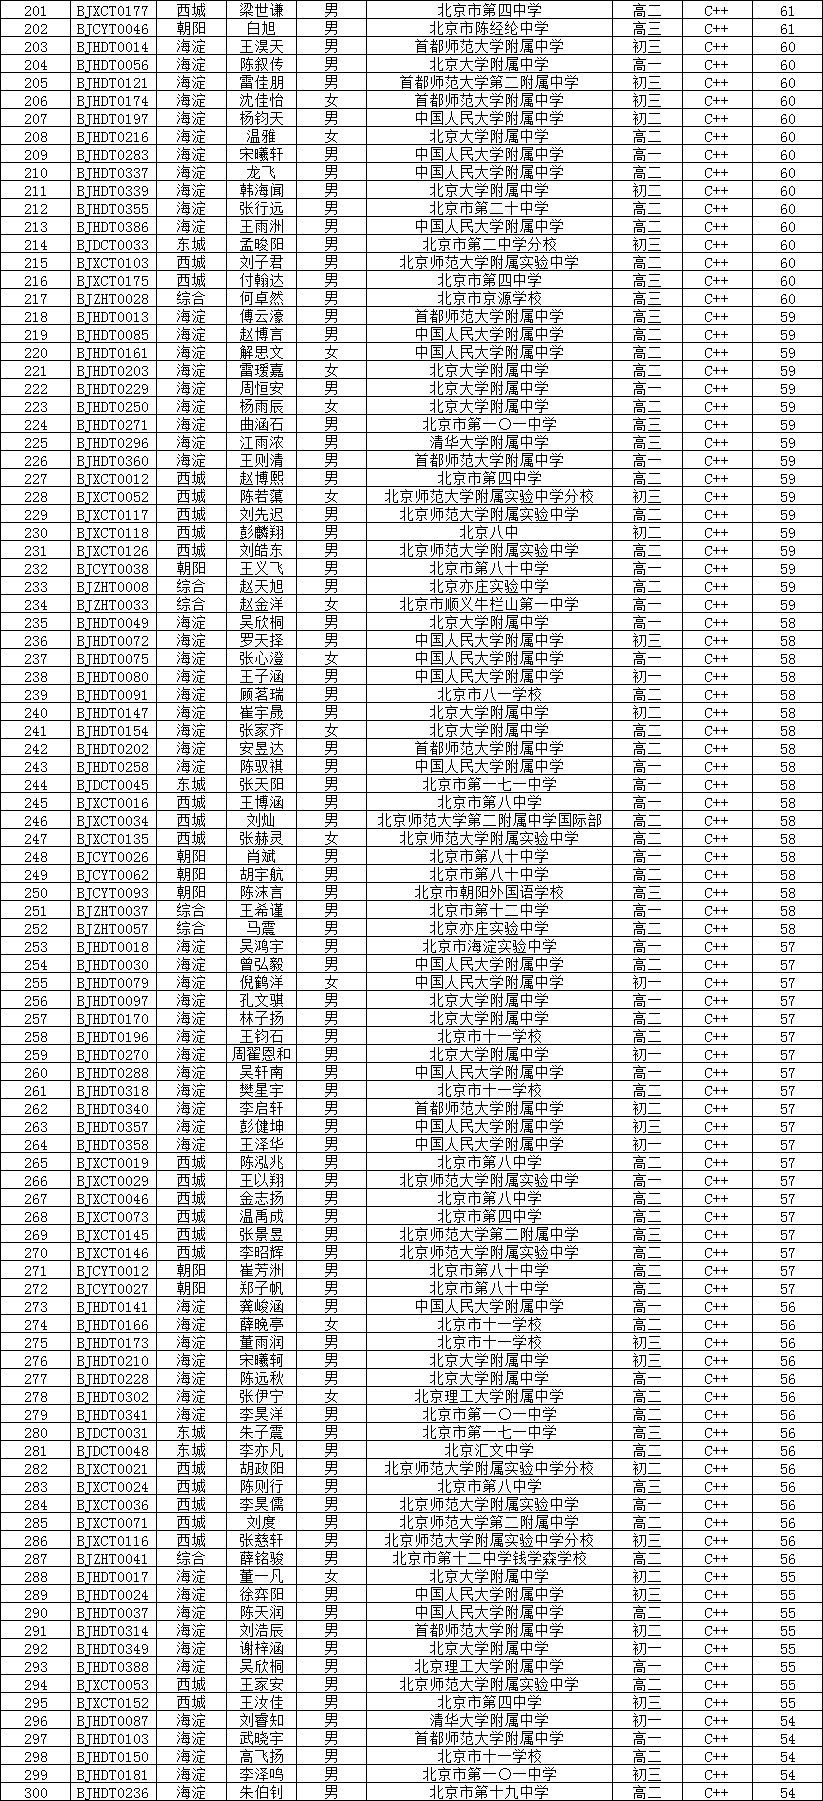 201 BJXCT0177 西城 梁世谦 男 北京市第四中学 高二 C++ 61
202 BJCYT0046 朝阳 白旭 男 北京市陈经纶中学 高三 C++ 61
203 BJHDT0014 海淀 王淏天 男 首都师范大学附属中学 初三 C++ 60
204 BJHDT0056 海淀 陈叙传 男 北京大学附属中学 高一 C++ 60
205 BJHDT0121 海淀 雷佳朋 男 首都师范大学第二附属中学 初三 C++ 60
206 BJHDT0174 海淀 沈佳怡 女 首都师范大学附属中学 初三 C++ 60
207 BJHDT0197 海淀 杨钧天 男 中国人民大学附属中学 初二 C++ 60
208 BJHDT0216 海淀 温雅 女 北京大学附属中学 高二 C++ 60
209 BJHDT0283 海淀 宋曦轩 男 中国人民大学附属中学 高一 C++ 60
210 BJHDT0337 海淀 龙飞 男 中国人民大学附属中学 高二 C++ 60
211 BJHDT0339 海淀 韩海闻 男 北京大学附属中学 初二 C++ 60
212 BJHDT0355 海淀 张行远 男 北京市第二十中学 高二 C++ 60
213 BJHDT0386 海淀 王雨洲 男 中国人民大学附属中学 高二 C++ 60
214 BJDCT0033 东城 孟晙阳 男 北京市第二中学分校 初三 C++ 60
215 BJXCT0103 西城 刘子君 男 北京师范大学附属实验中学 高二 C++ 60
216 BJXCT0175 西城 付翰达 男 北京市第四中学 高三 C++ 60
217 BJZHT0028 综合 何卓然 男 北京市京源学校 高三 C++ 60
218 BJHDT0013 海淀 傅云濠 男 首都师范大学附属中学 高三 C++ 59
219 BJHDT0085 海淀 赵博言 男 中国人民大学附属中学 高二 C++ 59
220 BJHDT0161 海淀 解思文 女 中国人民大学附属中学 高二 C++ 59
221 BJHDT0203 海淀 雷瑷嘉 女 北京大学附属中学 高二 C++ 59
222 BJHDT0229 海淀 周恒安 男 北京大学附属中学 高一 C++ 59
223 BJHDT0250 海淀 杨雨辰 女 北京大学附属中学 高二 C++ 59
224 BJHDT0271 海淀 曲涵石 男 北京市第一〇一中学 高三 C++ 59
225 BJHDT0296 海淀 江雨浓 男 清华大学附属中学 高三 C++ 59
226 BJHDT0360 海淀 王则清 男 首都师范大学附属中学 高一 C++ 59
227 BJXCT0012 西城 赵博熙 男 北京市第四中学 高二 C++ 59
228 BJXCT0052 西城 陈若蕰 女 北京师范大学附属实验中学分校 初三 C++ 59
229 BJXCT0117 西城 刘先迟 男 北京师范大学附属实验中学 高二 C++ 59
230 BJXCT0118 西城 彭麟翔 男 北京八中 初二 C++ 59
231 BJXCT0126 西城 刘皓东 男 北京师范大学附属实验中学 高二 C++ 59
232 BJCYT0038 朝阳 王义飞 男 北京市第八十中学 高一 C++ 59
233 BJZHT0008 综合 赵天旭 男 北京亦庄实验中学 高二 C++ 59
234 BJZHT0033 综合 赵金洋 女 北京市顺义牛栏山第一中学 高一 C++ 59
235 BJHDT0049 海淀 吴欣桐 男 北京大学附属中学 高一 C++ 58
236 BJHDT0072 海淀 罗天择 男 中国人民大学附属中学 初三 C++ 58
237 BJHDT0075 海淀 张心澄 女 中国人民大学附属中学 高一 C++ 58
238 BJHDT0080 海淀 王子涵 男 中国人民大学附属中学 初一 C++ 58
239 BJHDT0091 海淀 顾茗瑞 男 北京市八一学校 高二 C++ 58
240 BJHDT0147 海淀 崔宇晟 男 北京大学附属中学 初二 C++ 58
241 BJHDT0154 海淀 张家齐 女 北京大学附属中学 高二 C++ 58
242 BJHDT0202 海淀 安昱达 男 首都师范大学附属中学 高二 C++ 58
243 BJHDT0258 海淀 陈驭祺 男 中国人民大学附属中学 高一 C++ 58
244 BJDCT0045 东城 张天阳 男 北京市第一七一中学 高一 C++ 58
245 BJXCT0016 西城 王博涵 男 北京市第八中学 高一 C++ 58
246 BJXCT0034 西城 刘灿 男 北京师范大学第二附属中学国际部 高二 C++ 58
247 BJXCT0135 西城 张赫灵 女 北京师范大学附属实验中学 高二 C++ 58
248 BJCYT0026 朝阳 肖斌 男 北京市第八十中学 高一 C++ 58
249 BJCYT0062 朝阳 胡宇航 男 北京市第八十中学 高二 C++ 58
250 BJCYT0093 朝阳 陈沫言 男 北京市朝阳外国语学校 高三 C++ 58
251 BJZHT0037 综合 王希谨 男 北京市第十二中学 高一 C++ 58
252 BJZHT0057 综合 马震 男 北京亦庄实验中学 高二 C++ 58
253 BJHDT0018 海淀 吴鸿宇 男 北京市海淀实验中学 高一 C++ 57
254 BJHDT0030 海淀 曾弘毅 男 中国人民大学附属中学 高二 C++ 57
255 BJHDT0079 海淀 倪鹤洋 女 中国人民大学附属中学 初一 C++ 57
256 BJHDT0097 海淀 孔文骐 男 北京大学附属中学 高一 C++ 57
257 BJHDT0170 海淀 林子扬 男 北京大学附属中学 高二 C++ 57
258 BJHDT0196 海淀 王钧石 男 北京市十一学校 高二 C++ 57
259 BJHDT0270 海淀 周翟恩和 男 北京大学附属中学 初一 C++ 57
260 BJHDT0288 海淀 吴轩南 男 中国人民大学附属中学 高一 C++ 57
261 BJHDT0318 海淀 樊星宇 男 北京市十一学校 高二 C++ 57
262 BJHDT0340 海淀 李启轩 男 首都师范大学附属中学 初二 C++ 57
263 BJHDT0357 海淀 彭健坤 男 中国人民大学附属中学 初三 C++ 57
264 BJHDT0358 海淀 王泽华 男 中国人民大学附属中学 初一 C++ 57
265 BJXCT0019 西城 陈泓兆 男 北京市第八中学 高二 C++ 57
266 BJXCT0029 西城 王以翔 男 北京师范大学附属实验中学 高一 C++ 57
267 BJXCT0046 西城 金志扬 男 北京市第八中学 高二 C++ 57
268 BJXCT0073 西城 温禹成 男 北京市第四中学 高二 C++ 57
269 BJXCT0145 西城 张景昱 男 北京师范大学第二附属中学 高三 C++ 57
270 BJXCT0146 西城 李昭辉 男 北京师范大学附属实验中学 高二 C++ 57
271 BJCYT0012 朝阳 崔芳洲 男 北京市第八十中学 高二 C++ 57
272 BJCYT0027 朝阳 郑子帆 男 北京市第八十中学 高二 C++ 57
273 BJHDT0141 海淀 龚峻涵 男 中国人民大学附属中学 高一 C++ 56
274 BJHDT0166 海淀 薛晚亭 女 北京市十一学校 高二 C++ 56
275 BJHDT0173 海淀 董雨润 男 北京市十一学校 初三 C++ 56
276 BJHDT0210 海淀 宋曦轲 男 北京大学附属中学 初三 C++ 56
277 BJHDT0228 海淀 陈远秋 男 北京大学附属中学 高一 C++ 56
278 BJHDT0302 海淀 张伊宁 女 北京理工大学附属中学 高二 C++ 56
279 BJHDT0341 海淀 李昊洋 男 北京市第一〇一中学 高二 C++ 56
280 BJDCT0031 东城 朱子震 男 北京市第一七一中学 高三 C++ 56
281 BJDCT0048 东城 李亦凡 男 北京汇文中学 高二 C++ 56
282 BJXCT0021 西城 胡政阳 男 北京师范大学附属实验中学分校 初二 C++ 56
283 BJXCT0024 西城 陈则行 男 北京市第八中学 高三 C++ 56
284 BJXCT0036 西城 李昊儒 男 北京师范大学附属实验中学 高一 C++ 56
285 BJXCT0071 西城 刘度 男 北京师范大学第二附属中学 高二 C++ 56
286 BJXCT0116 西城 张慈轩 男 北京师范大学附属实验中学分校 初三 C++ 56
287 BJZHT0041 综合 薛铭骏 男 北京市第十二中学钱学森学校 高二 C++ 56
288 BJHDT0017 海淀 董一凡 女 北京大学附属中学 初二 C++ 55
289 BJHDT0024 海淀 徐弈阳 男 中国人民大学附属中学 初三 C++ 55
290 BJHDT0037 海淀 陈天润 男 中国人民大学附属中学 高二 C++ 55
291 BJHDT0314 海淀 刘浩辰 男 首都师范大学附属中学 初二 C++ 55
292 BJHDT0349 海淀 谢梓涵 男 北京大学附属中学 初一 C++ 55
293 BJHDT0388 海淀 吴欣桐 男 北京理工大学附属中学 高一 C++ 55
294 BJXCT0053 西城 王家安 男 北京师范大学附属实验中学 高二 C++ 55
295 BJXCT0152 西城 王汝佳 男 北京市第四中学 初三 C++ 55
296 BJHDT0087 海淀 刘睿知 男 清华大学附属中学 初一 C++ 54
297 BJHDT0103 海淀 武晓宇 男 首都师范大学附属中学 高一 C++ 54
298 BJHDT0150 海淀 高飞扬 男 北京市十一学校 高二 C++ 54
299 BJHDT0181 海淀 李泽鸣 男 北京市第一〇一中学 初三 C++ 54
300 BJHDT0236 海淀 朱伯钊 男 北京市第十九中学 高二 C++ 54